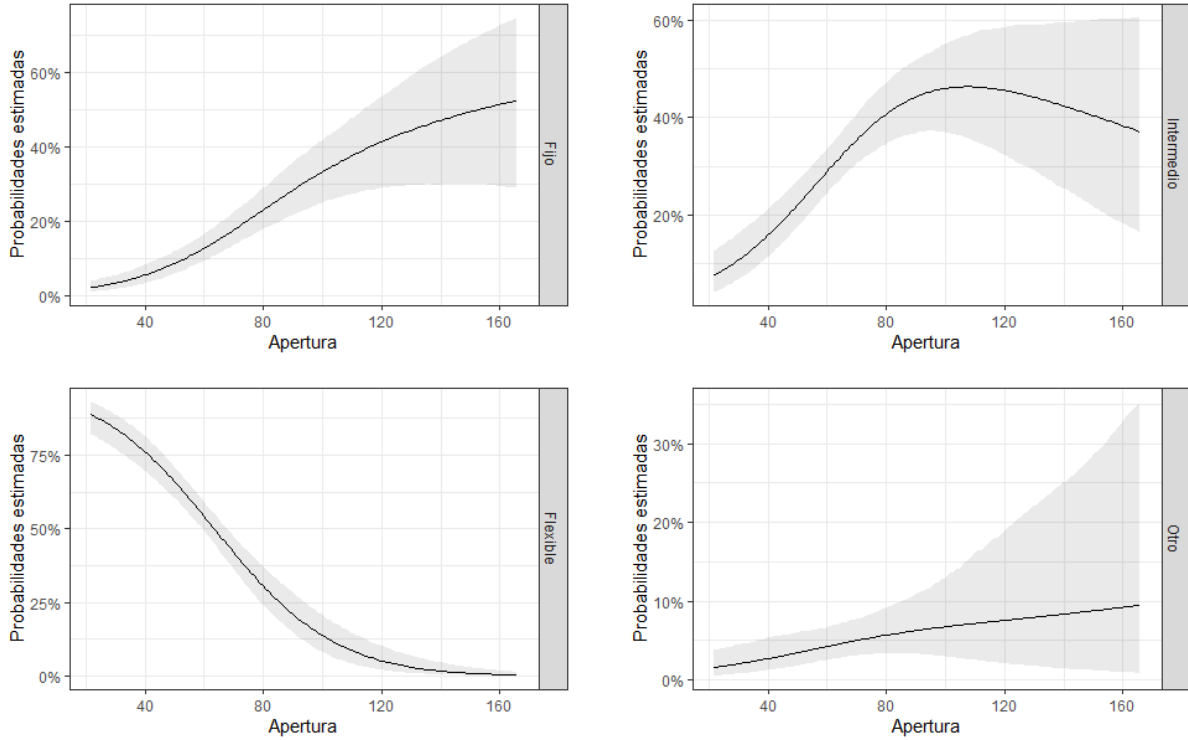 Probabilidades estimadas
60%
40%
20%
0%
40 80 120 160
Apertura
Fijo
Probabilidades estimadas
60%
40%
20%
40 80 120 160
Apertura
Intermedio
Probabilidades estimadas
75%
50%
25%
0%
40 80 120 160
Apertura
Flexible
Probabilidades estimadas
30%
20%
10%
0%
40 80 120 160
Apertura
Otro